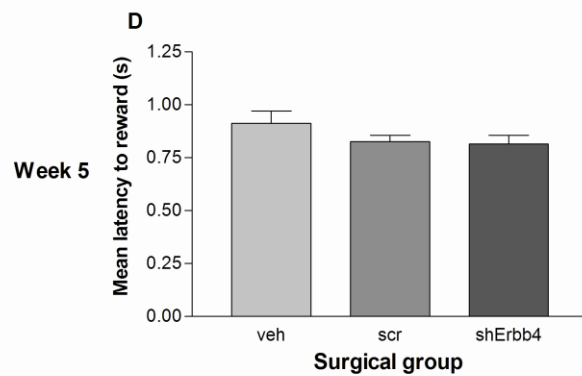 D
Week 5
Mean latency to reward (s)
1.25
1.00
0.75
0.50
0.25
0.00
veh scr shErbb4
Surgical group